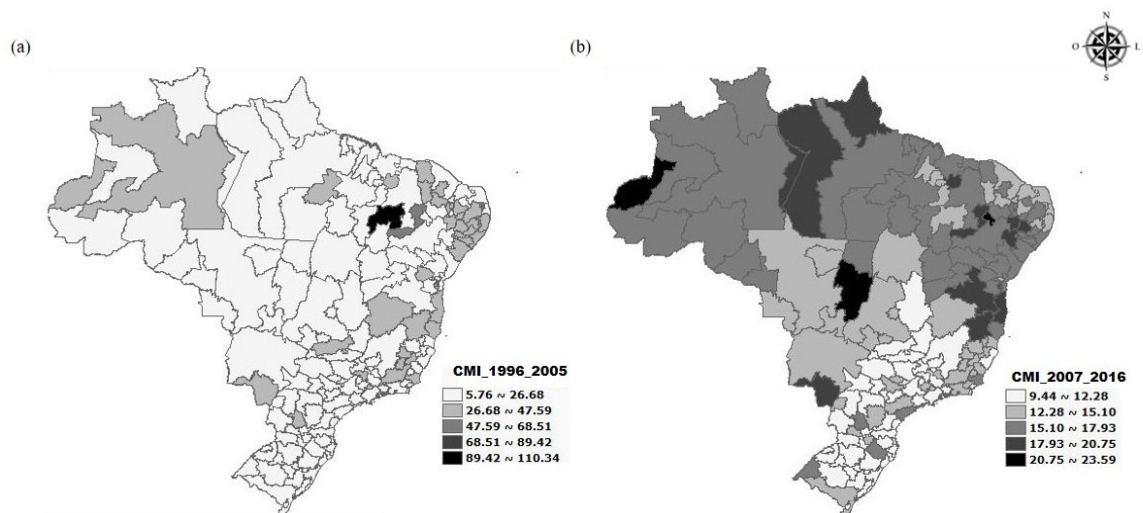 (a)
(b)
N
O
L
S
CMI_1996_2005
5.76 ~ 26.68
26.68 ~ 47.59
47.59 ~ 68.51
68.51 ~ 89.42
89.42 ~ 110.34
CMI_2007_2016
9.44 ~ 12.28
12.28 ~ 15.10
15.10 ~ 17.93
17.93 ~ 20.75
20.75 ~ 23.59